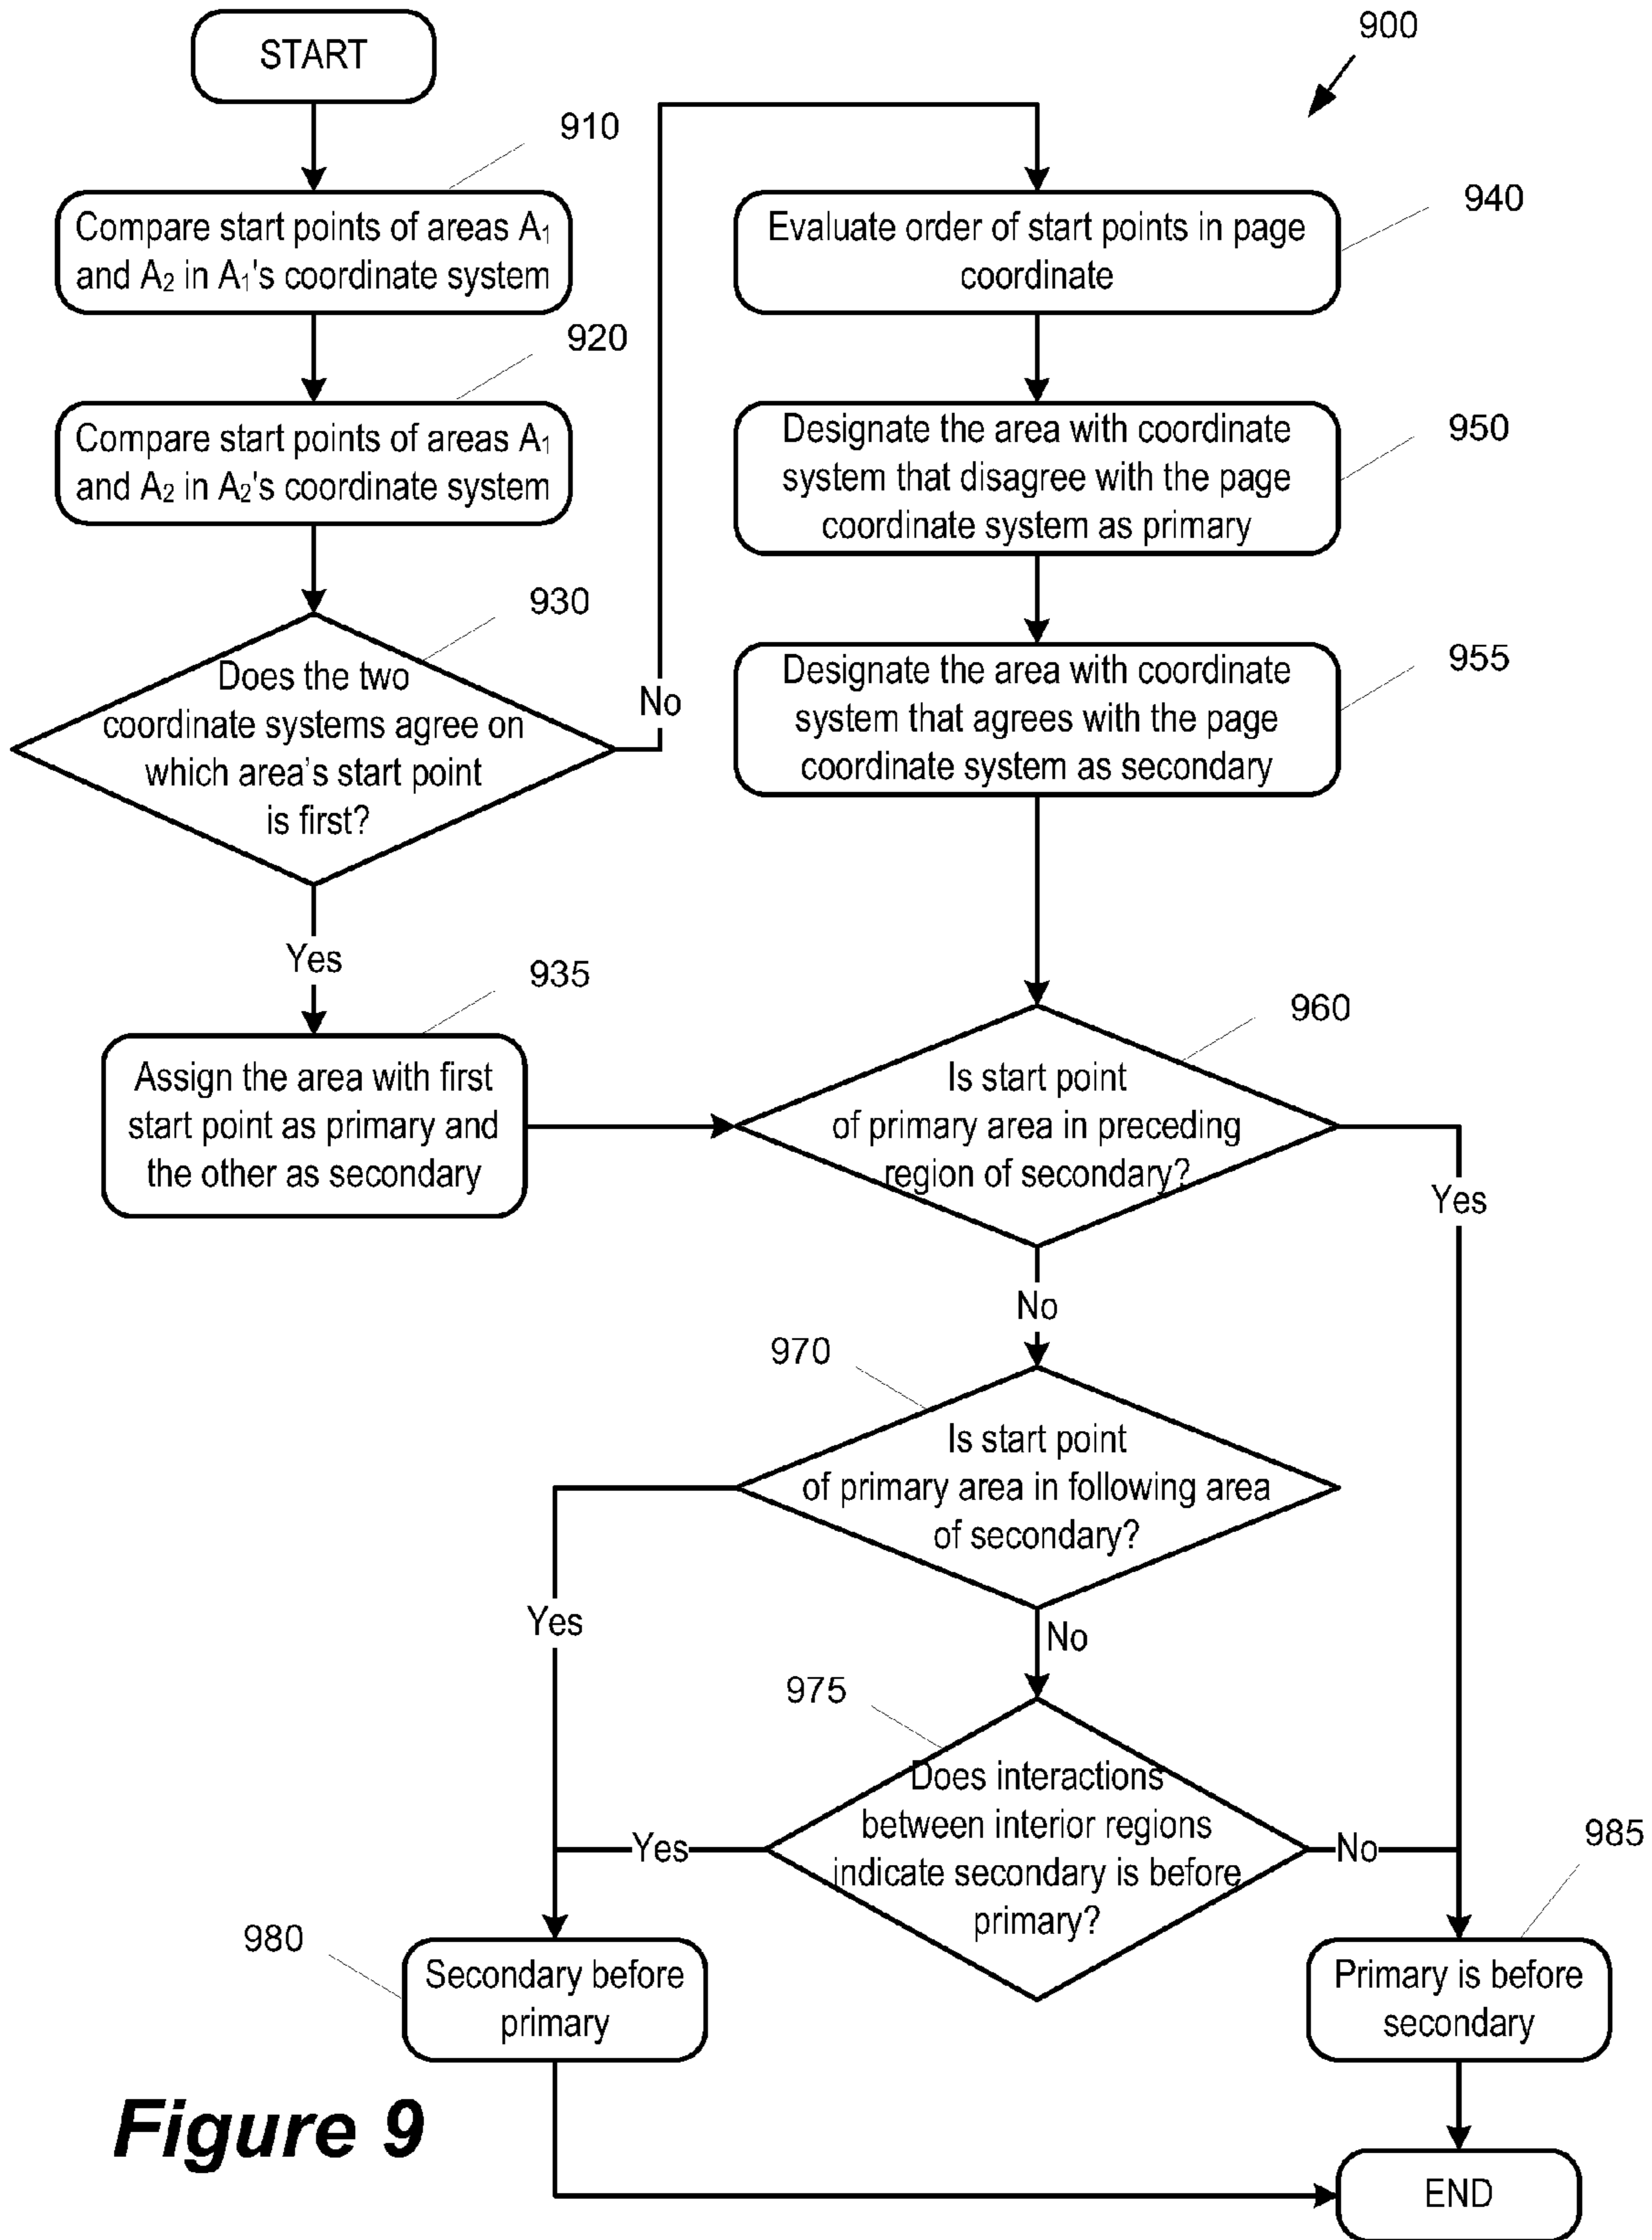 START
900
910
Compare start points of areas A1
and A2 in A1's coordinate system
920
Compare start points of areas A1
and A2 in A2's coordinate system
930
Does the two
coordinate systems agree on
which area's start point
is first?
No
Yes
935
Assign the area with first
start point as primary and
the other as secondary
940
Evaluate order of start points in page
coordinate
950
Designate the area with coordinate
system that disagree with the page
coordinate system as primary
955
Designate the area with coordinate
system that agrees with the page
coordinate system as secondary
960
Is start point
of primary area in preceding
region of secondary?
Yes
No
970
Is start point
of primary area in following area
of secondary?
Yes
No
975
Does interactions
between interior regions
indicate secondary is before
primary?
Yes
No
980
Secondary before
primary
985
Primary is before
secondary
END
Figure 9